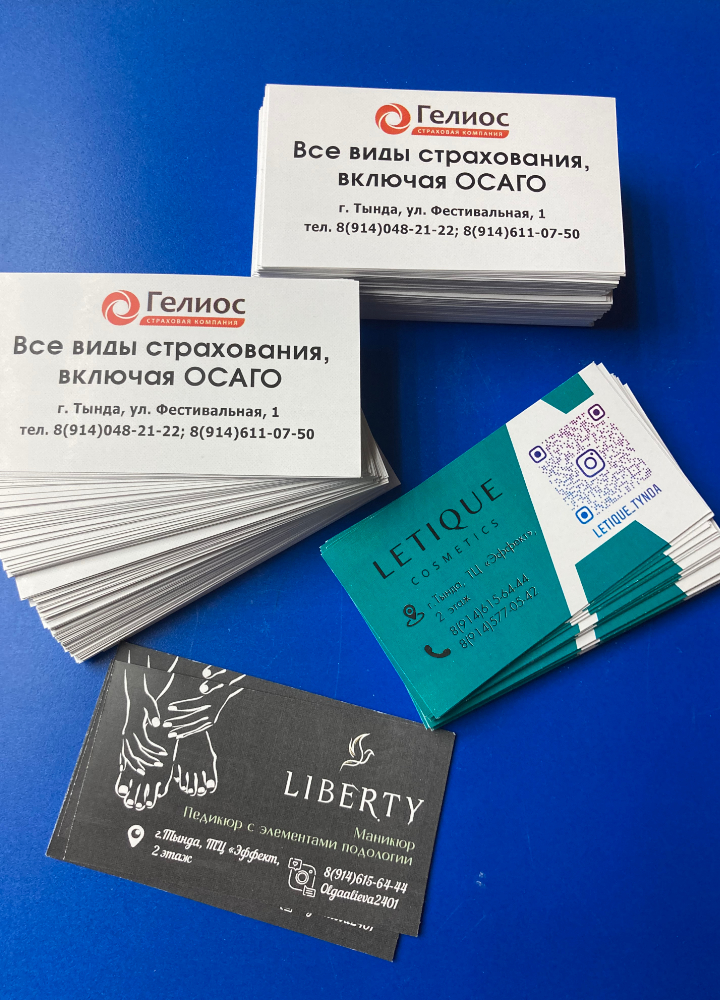 Гелиос
СТРАХОВАЯ КОМПАНИЯ
Все виды страхования,
включая ОСАГО
г. Тында, ул. Фестивальная, 1
тел. 8(914)048-21-22; 8(914)611-07-50
Гелиос
СТРАХОВАЯ КОМПАНИЯ
Все виды страхования,
включая ОСАГО
г. Тында, ул. Фестивальная, 1
тел. 8(914)048-21-22; 8(914)611-07-50
LETIQUE
COSMETICS
г.Тында, ТЦ «Эффект»,
2 этаж
8(914)615-64-44
8(914)577-05-42
LETIQUE_TYNDA
LIBERTY
Маникюр
Педикюр с элементами подологии
г.Тында, ТЦ «Эффект,
2 этаж
8(914)615-64-44
Olgaalieva2401